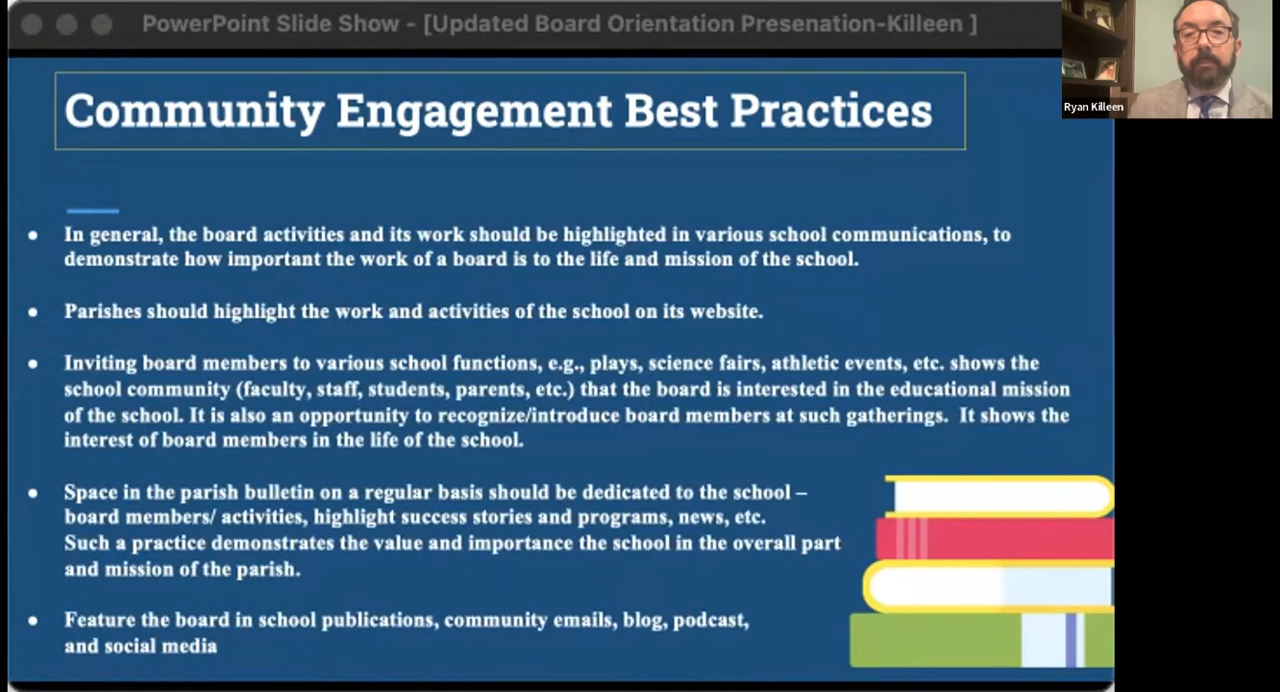 PowerPoint Slide Show - [Updated Board Orientation Presenation-Killeen ]
Ryan Killeen
Community Engagement Best Practices
• In general, the board activities and its work should be highlighted in various school communications, to
demonstrate how important the work of a board is to the life and mission of the school.
• Parishes should highlight the work and activities of the school on its website.
• Inviting board members to various school functions, e.g., plays, science fairs, athletic events, etc. shows the
school community (faculty, staff, students, parents, etc.) that the board is interested in the educational mission
of the school. It is also an opportunity to recognize/introduce board members at such gatherings.  It shows the
interest of board members in the life of the school.
• Space in the parish bulletin on a regular basis should be dedicated to the school –
board members/ activities, highlight success stories and programs, news, etc.
Such a practice demonstrates the value and importance the school in the overall part
and mission of the parish.
• Feature the board in school publications, community emails, blog, podcast,
and social media